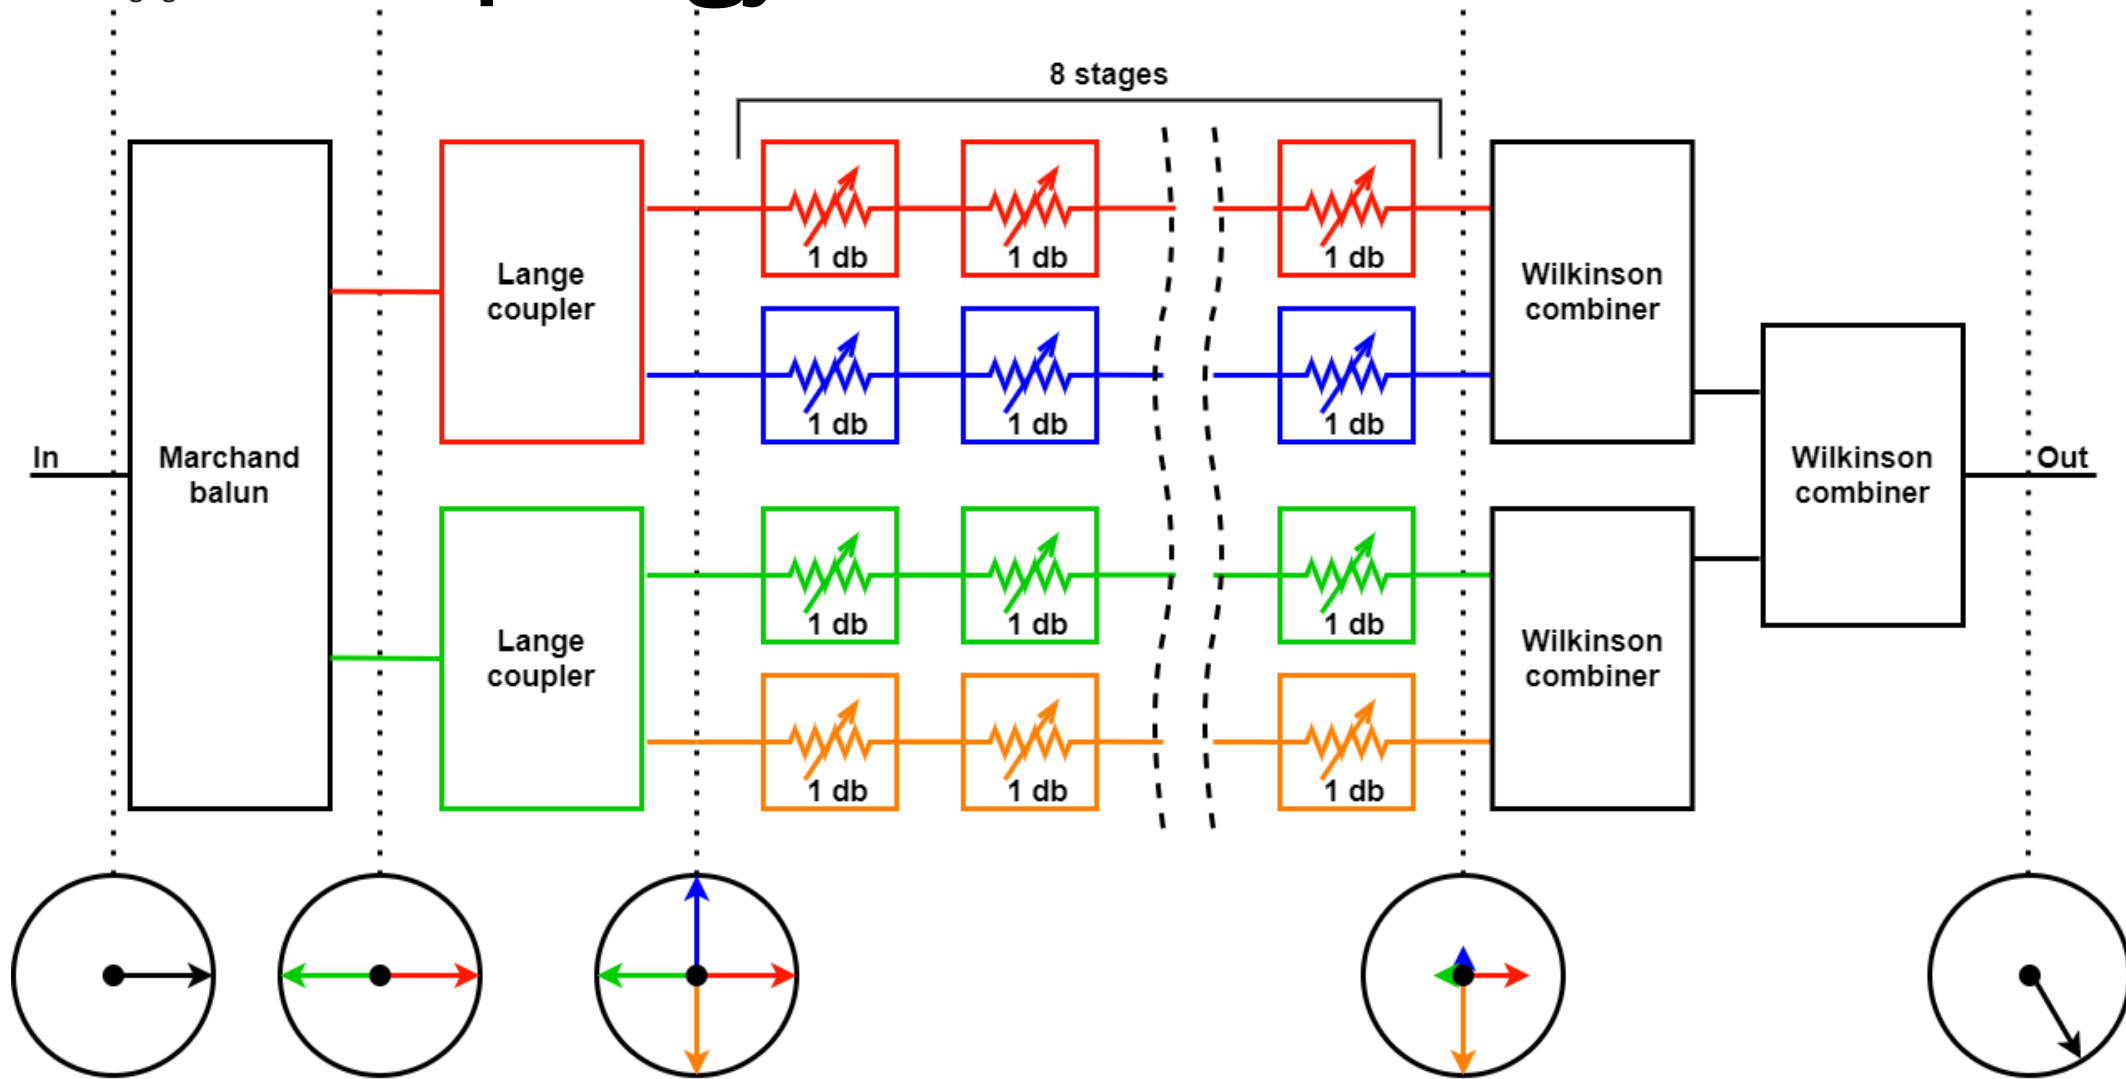 8 stages
1 db
1 db
1 db
Lange
coupler
Wilkinson
combiner
1 db
1 db
1 db
In
Marchand
balun
Wilkinson
combiner
Out
1 db
1 db
1 db
Lange
coupler
Wilkinson
combiner
1 db
1 db
1 db